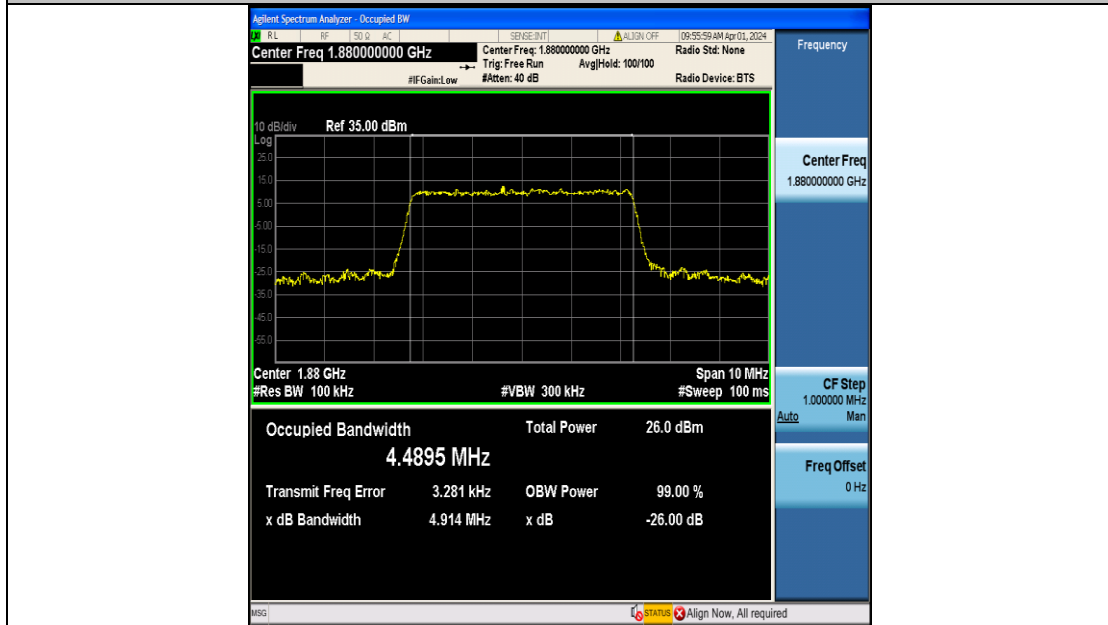 Agilent Spectrum Analyzer - Occupied BW
RL RF 50 Ω AC SENSE:INT ALIGN OFF 09:55:59 AM Apr 01, 2024
Center Freq 1.880000000 GHz
Center Freq: 1.880000000 GHz
Radio Std: None
Trig: Free Run Avg|Hold: 100/100
#IFGain:Low
#Atten: 40 dB
Radio Device: BTS
10 dB/div Ref 35.00 dBm
Log
25.0
15.0
5.00
-5.00
-15.0
-25.0
-35.0
-45.0
-55.0
Center 1.88 GHz
Span 10 MHz
#Res BW 100 kHz
#VBW 300 kHz
#Sweep 100 ms
Occupied Bandwidth
Total Power 26.0 dBm
4.4895 MHz
Transmit Freq Error 3.281 kHz
OBW Power 99.00 %
x dB Bandwidth 4.914 MHz
x dB -26.00 dB
Frequency
Center Freq
1.880000000 GHz
CF Step
1.000000 MHz
Auto Man
Freq Offset
0 Hz
MSG
STATUS
Align Now, All required